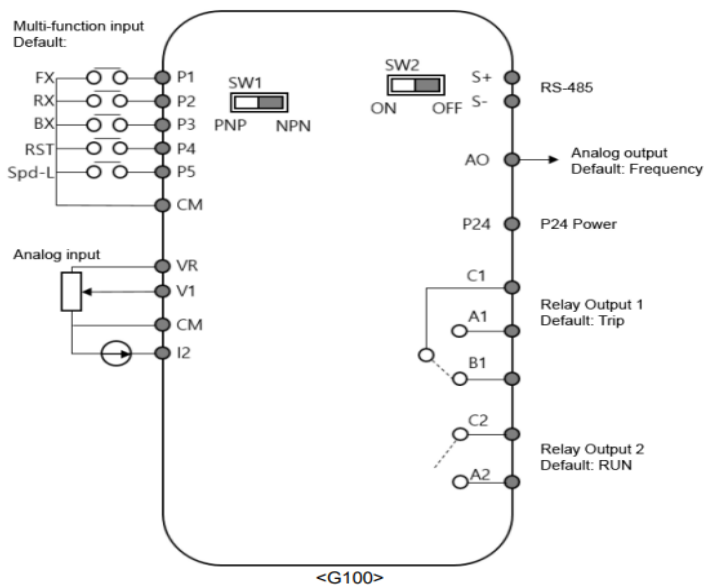 Multi-function input
Default:
FX
RX
BX
RST
Spd-L
P1
P2
P3
P4
P5
CM
SW1
PNP NPN
SW2
ON OFF
S+
S-
RS-485
AO
Analog output
Default: Frequency
P24
P24 Power
Analog input
VR
V1
CM
I2
C1
A1
B1
Relay Output 1
Default: Trip
C2
A2
Relay Output 2
Default: RUN
<G100>